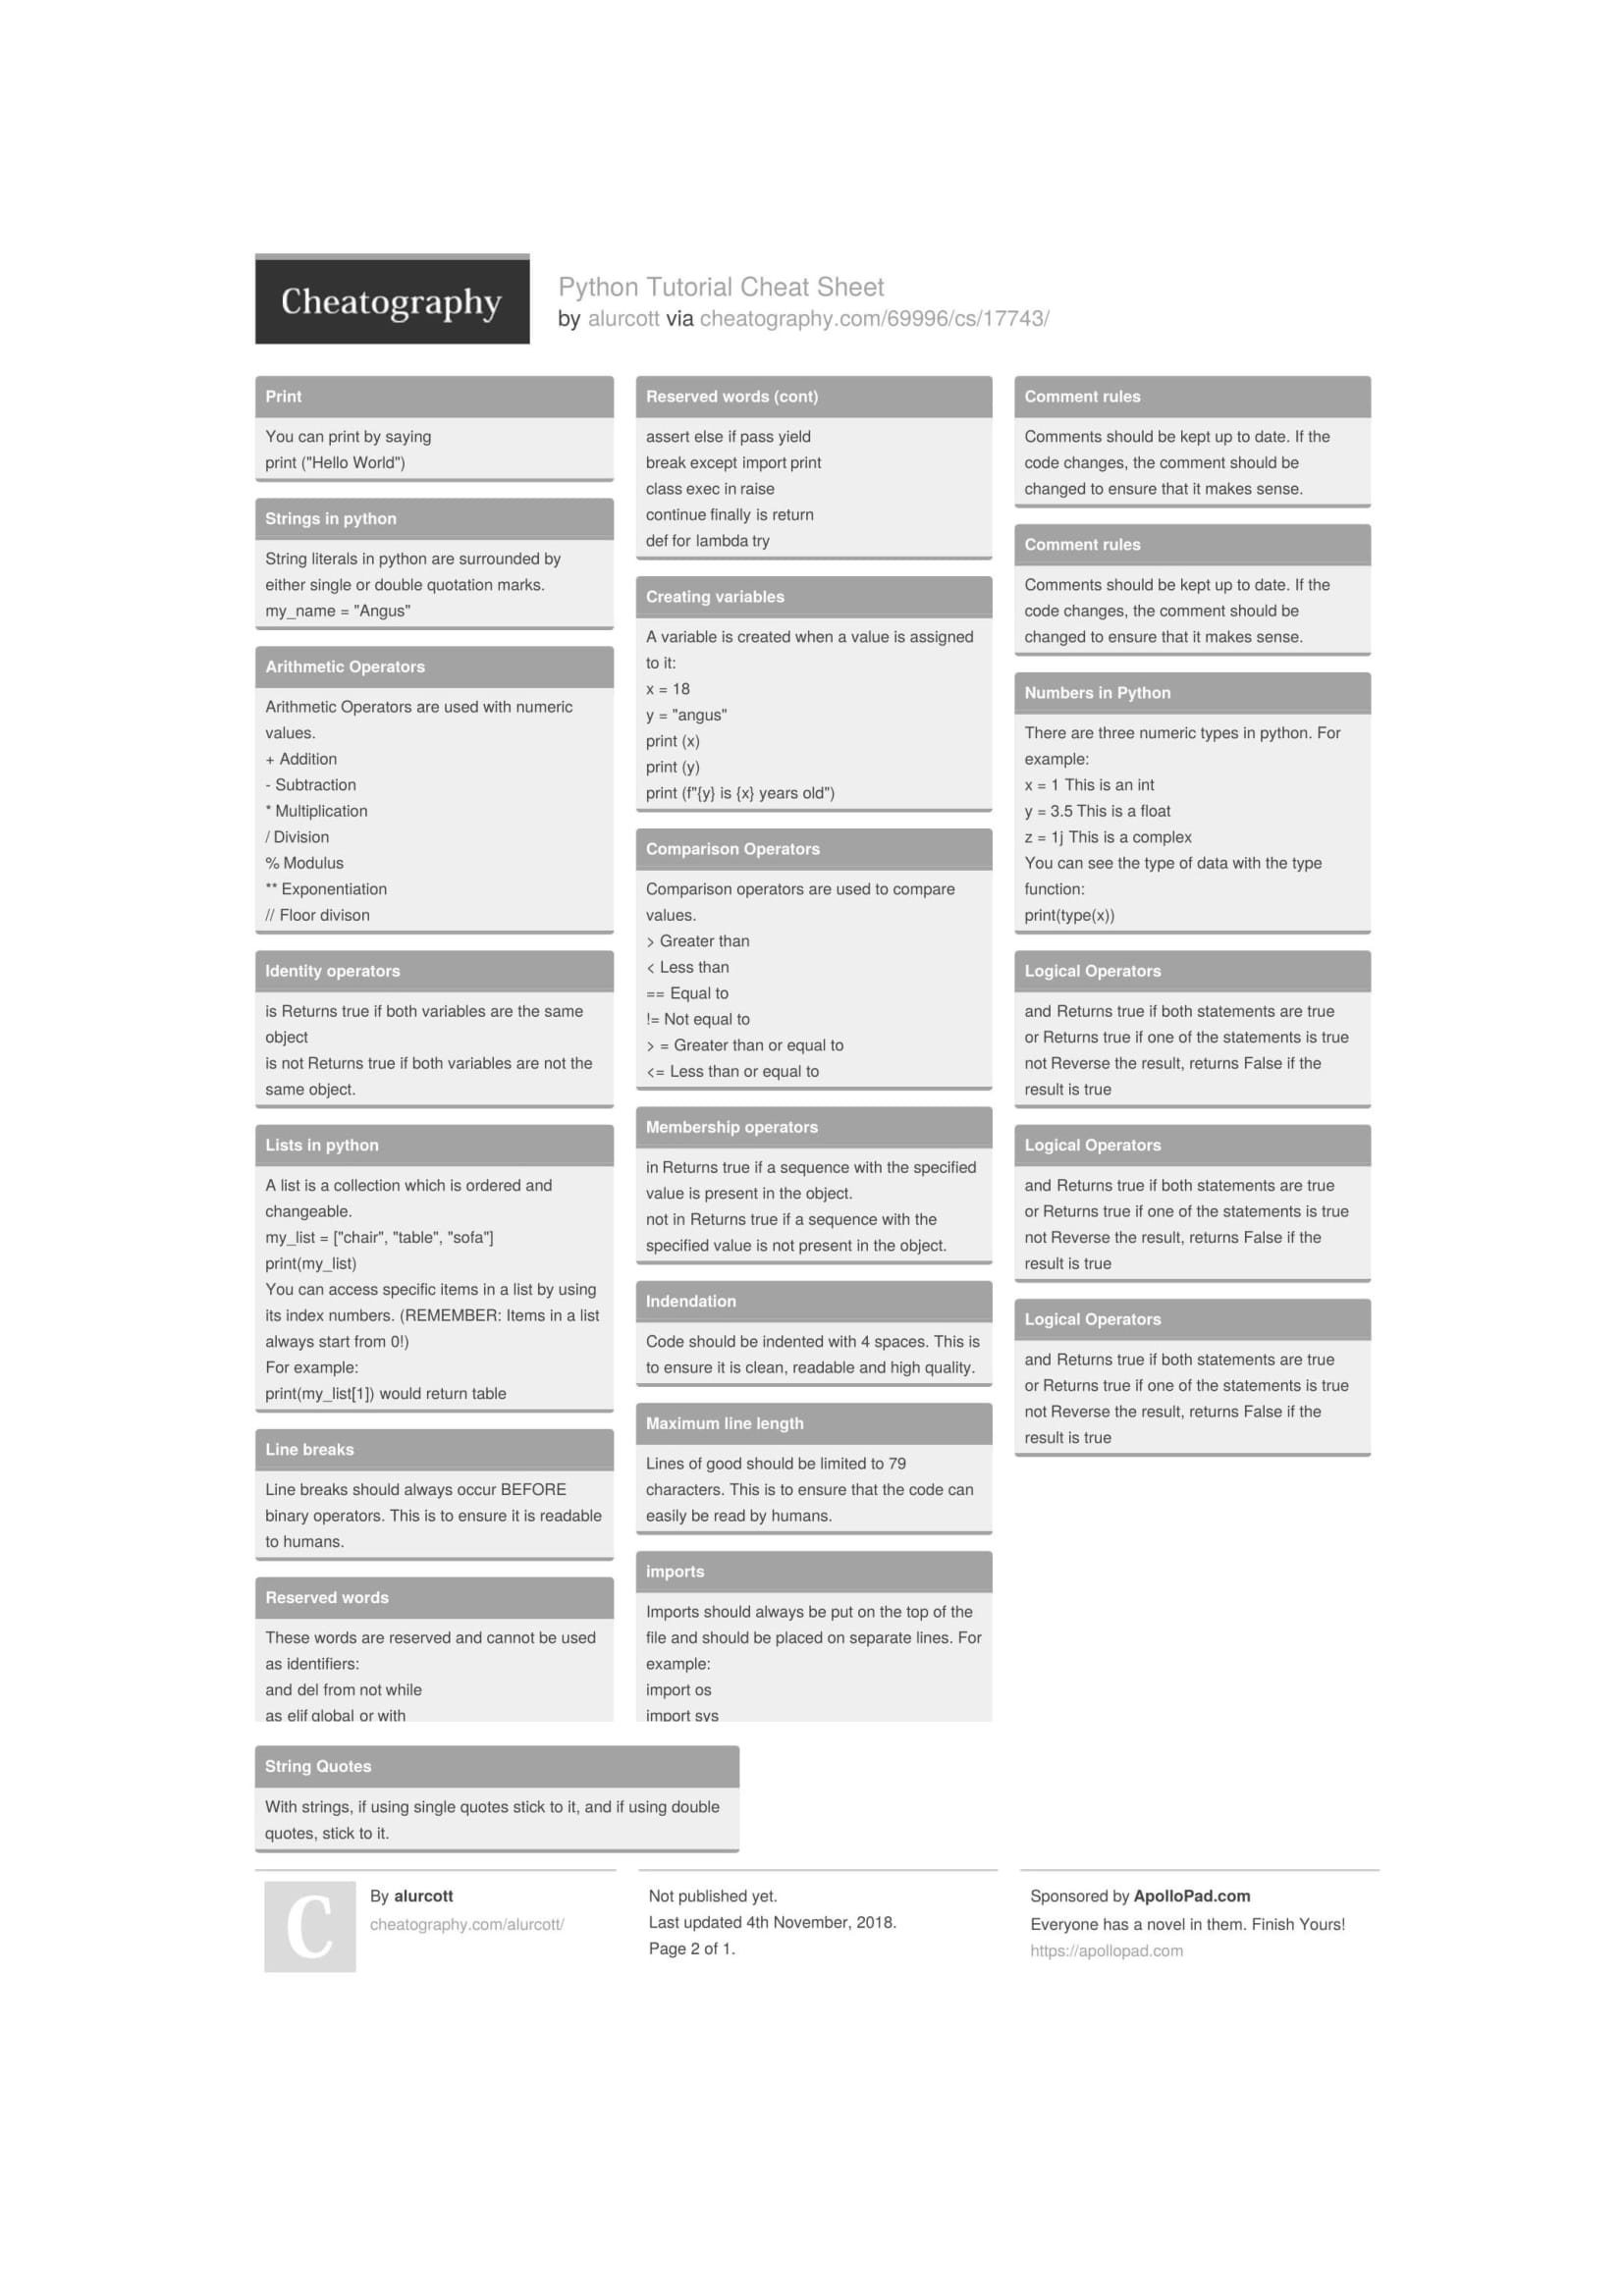 Cheatography
Python Tutorial Cheat Sheet
by alurcott via cheatography.com/69996/cs/17743/
Print
You can print by saying
print ("Hello World")
Strings in python
String literals in python are surrounded by
either single or double quotation marks.
my_name = "Angus"
Arithmetic Operators
Arithmetic Operators are used with numeric
values.
+ Addition
- Subtraction
* Multiplication
/ Division
% Modulus
** Exponentiation
// Floor divison
Identity operators
is Returns true if both variables are the same
object
is not Returns true if both variables are not the
same object.
Lists in python
A list is a collection which is ordered and
changeable.
my_list = ["chair", "table", "sofa"]
print(my_list)
You can access specific items in a list by using
its index numbers. (REMEMBER: Items in a list
always start from 0!)
For example:
print(my_list[1]) would return table
Line breaks
Line breaks should always occur BEFORE
binary operators. This is to ensure it is readable
to humans.
Reserved words
These words are reserved and cannot be used
as identifiers:
and del from not while
as elif global or with
Reserved words (cont)
assert else if pass yield
break except import print
class exec in raise
continue finally is return
def for lambda try
Creating variables
A variable is created when a value is assigned
to it:
x = 18
y = "angus"
print (x)
print (y)
print (f"{y} is {x} years old")
Comparison Operators
Comparison operators are used to compare
values.
> Greater than
< Less than
== Equal to
!= Not equal to
> = Greater than or equal to
<= Less than or equal to
Membership operators
in Returns true if a sequence with the specified
value is present in the object.
not in Returns true if a sequence with the
specified value is not present in the object.
Indendation
Code should be indented with 4 spaces. This is
to ensure it is clean, readable and high quality.
Maximum line length
Lines of good should be limited to 79
characters. This is to ensure that the code can
easily be read by humans.
imports
Imports should always be put on the top of the
file and should be placed on separate lines. For
example:
import os
import sys
Comment rules
Comments should be kept up to date. If the
code changes, the comment should be
changed to ensure that it makes sense.
Comment rules
Comments should be kept up to date. If the
code changes, the comment should be
changed to ensure that it makes sense.
Numbers in Python
There are three numeric types in python. For
example:
x = 1 This is an int
y = 3.5 This is a float
z = 1j This is a complex
You can see the type of data with the type
function:
print(type(x))
Logical Operators
and Returns true if both statements are true
or Returns true if one of the statements is true
not Reverse the result, returns False if the
result is true
Logical Operators
and Returns true if both statements are true
or Returns true if one of the statements is true
not Reverse the result, returns False if the
result is true
Logical Operators
and Returns true if both statements are true
or Returns true if one of the statements is true
not Reverse the result, returns False if the
result is true
String Quotes
With strings, if using single quotes stick to it, and if using double
quotes, stick to it.
C
By alurcott
cheatography.com/alurcott/
Not published yet.
Last updated 4th November, 2018.
Page 2 of 1.
Sponsored by ApolloPad.com
Everyone has a novel in them. Finish Yours!
https://apollopad.com